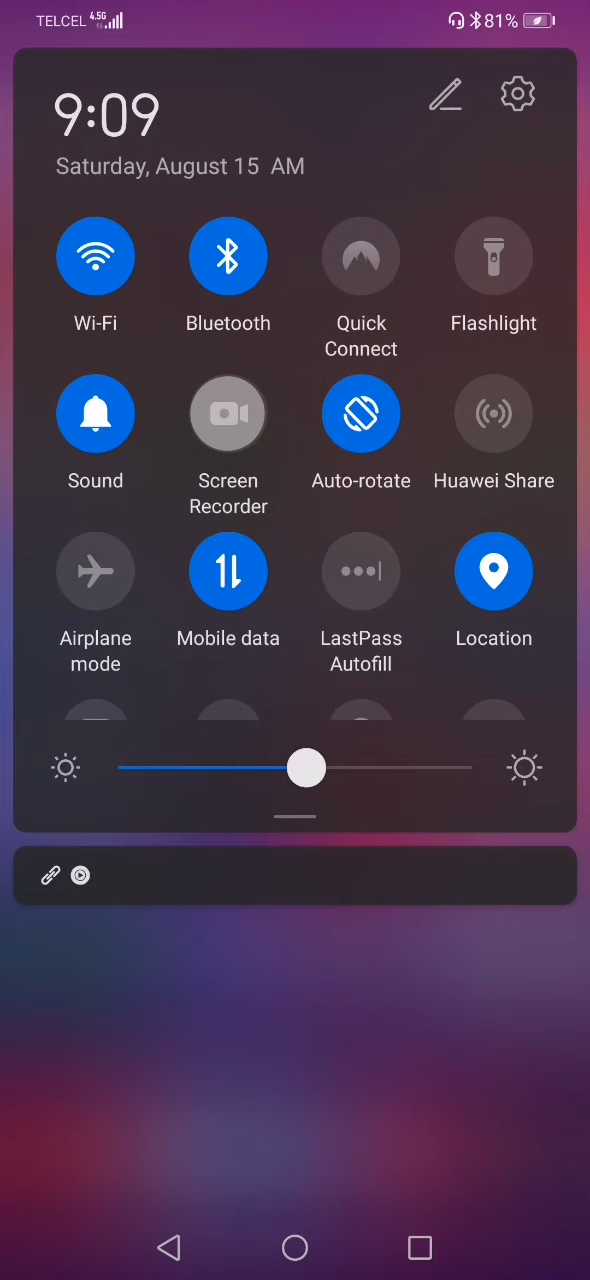 TELCEL 4.5G 81%
9:09
Saturday, August 15 AM
Wi-Fi Bluetooth Quick Connect Flashlight
Sound Screen Recorder Auto-rotate Huawei Share
Airplane mode Mobile data LastPass Autofill Location